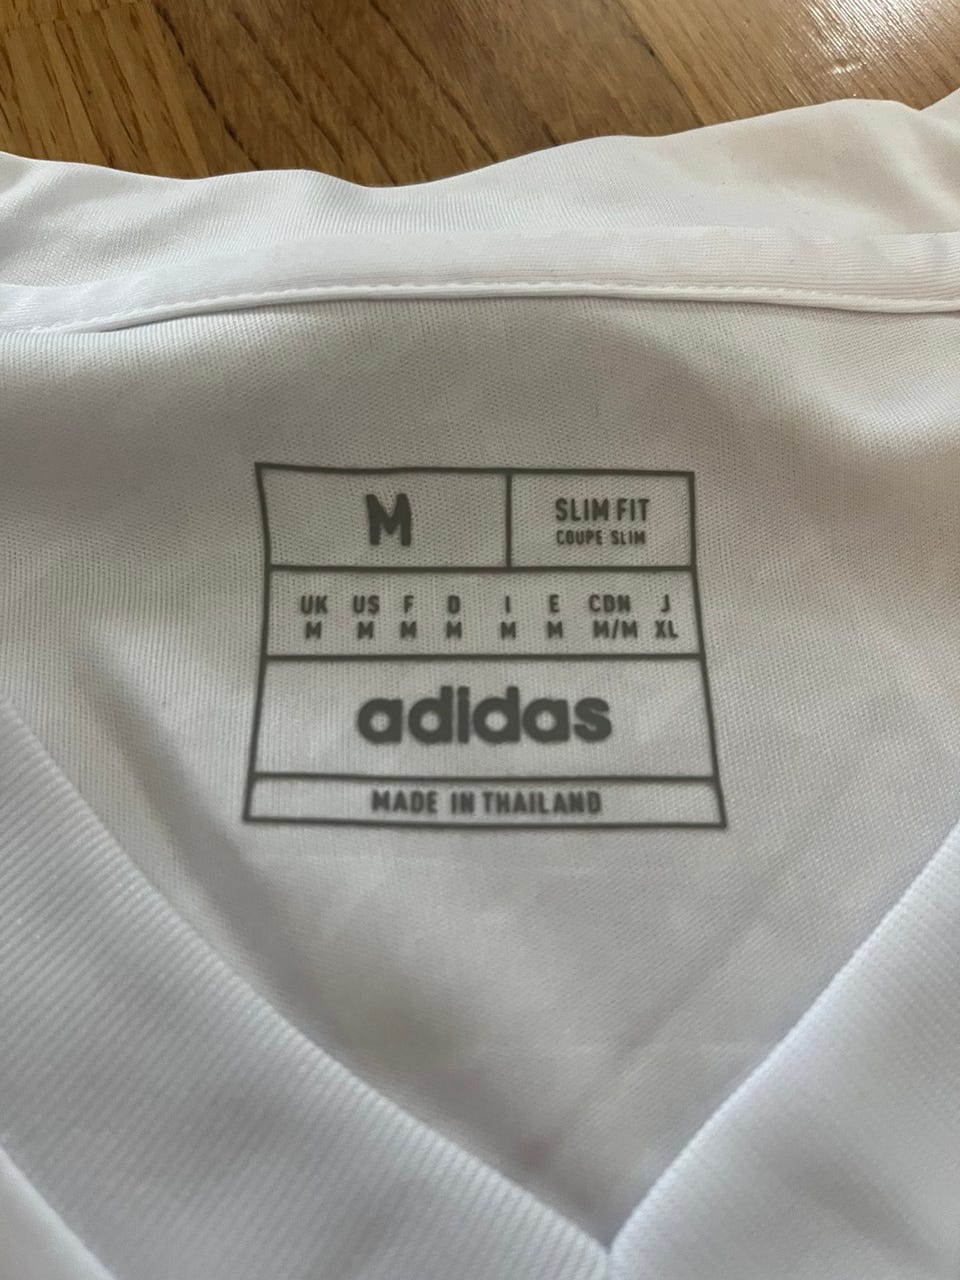 M
SLIM FIT
COUPE SLIM
UK US F D I E CDN J
M M M M M M M/M XL
adidas
MADE IN THAILAND